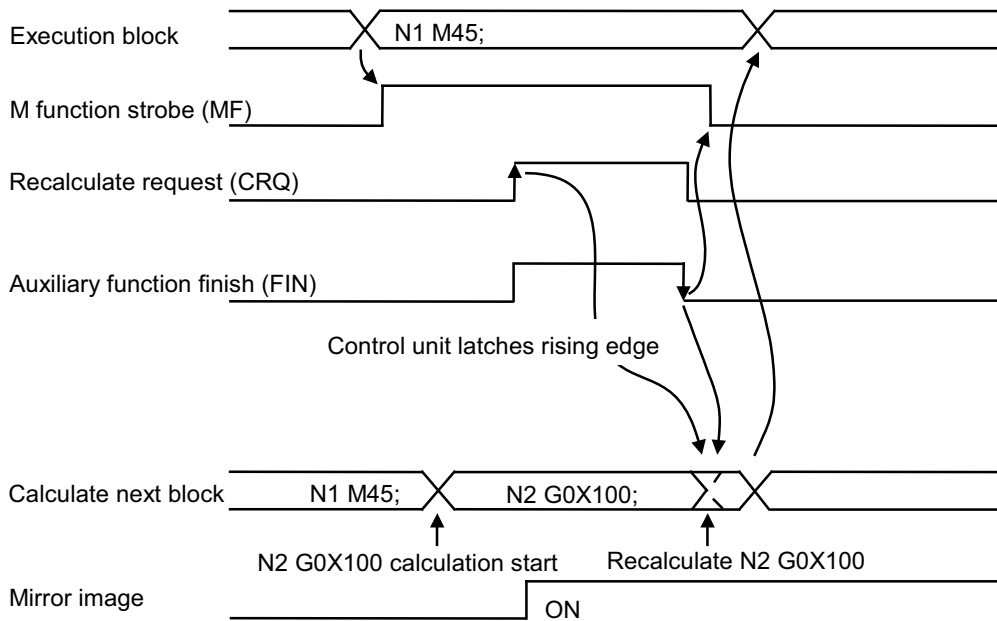 Execution block
N1 M45;
M function strobe (MF)
Recalculate request (CRQ)
Auxiliary function finish (FIN)
Control unit latches rising edge
Calculate next block
N1 M45;
N2 G0X100;
N2 G0X100 calculation start
Recalculate N2 G0X100
Mirror image
ON